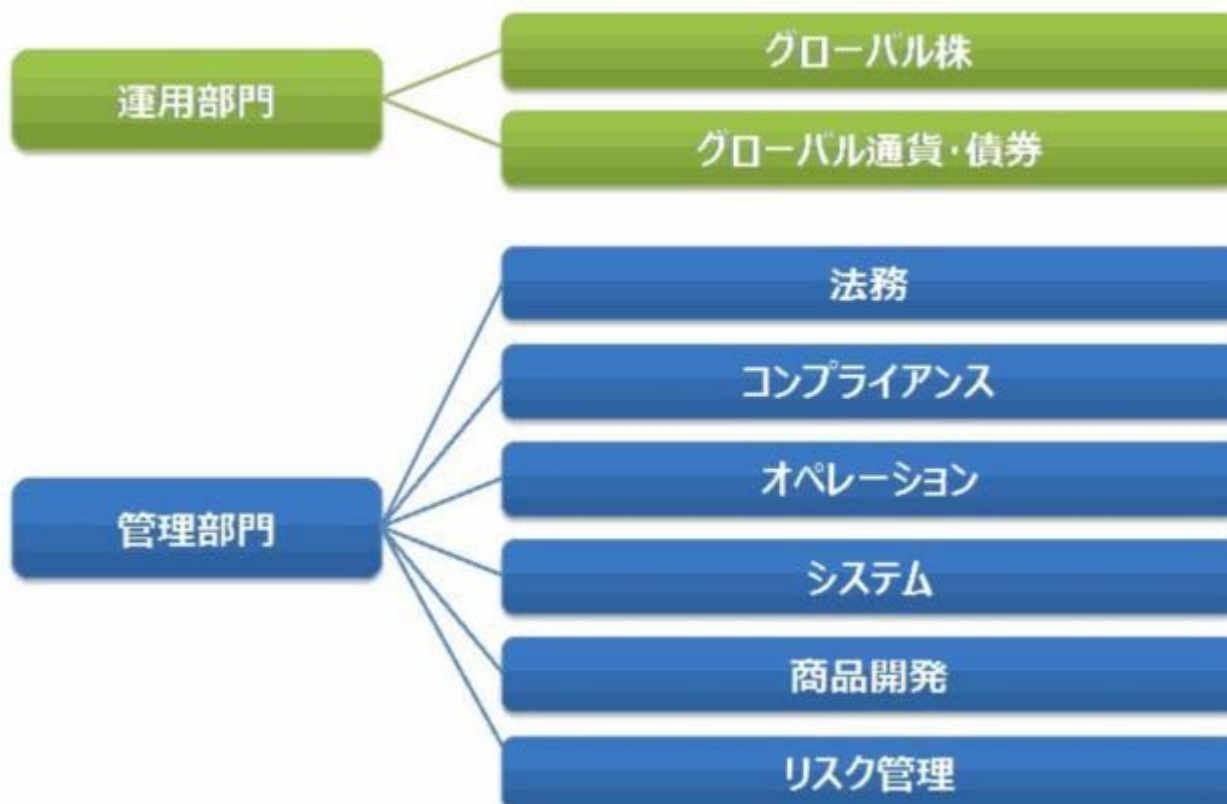 運用部門
グローバル株
グローバル通貨・債券
管理部門
法務
コンプライアンス
オペレーション
システム
商品開発
リスク管理